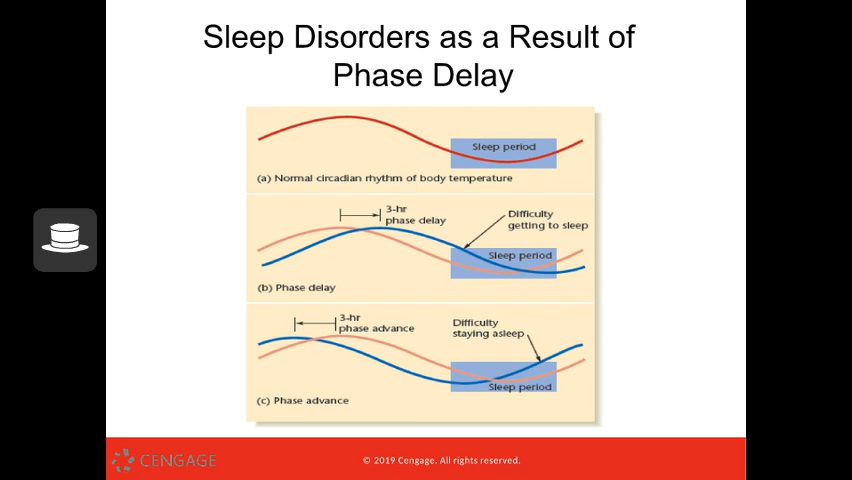 Sleep Disorders as a Result of
Phase Delay
Sleep period
(a) Normal circadian rhythm of body temperature
3-hr
phase delay
Difficulty
getting to sleep
Sleep period
(b) Phase delay
3-hr
phase advance
Difficulty
staying asleep
Sleep period
(c) Phase advance
CENGAGE
© 2019 Cengage. All rights reserved.